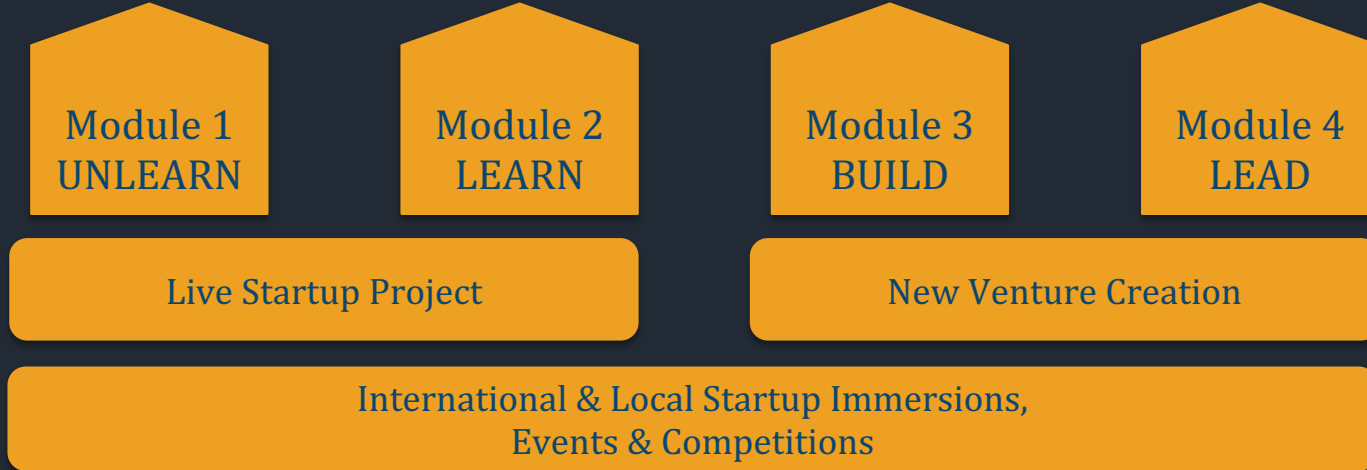 Module 1
UNLEARN
Module 2
LEARN
Module 3
BUILD
Module 4
LEAD
Live Startup Project
New Venture Creation
International & Local Startup Immersions,
Events & Competitions